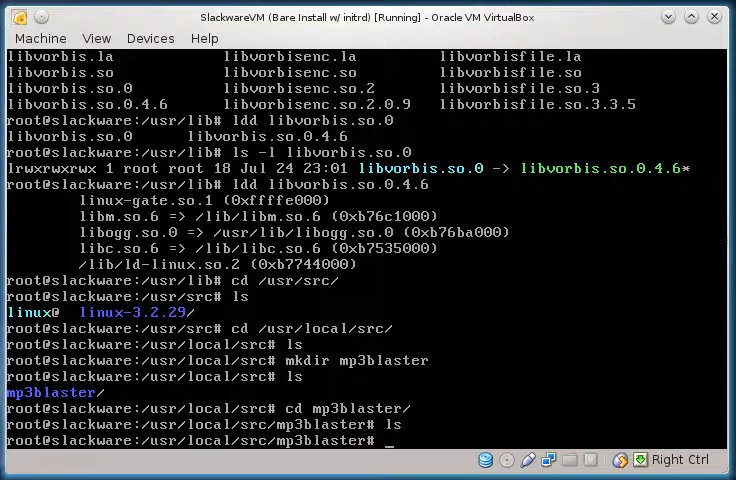 SlackwareVM (Bare Install w/ initrd) [Running] - Oracle VM VirtualBox
Machine View Devices Help
libvorbis.la libvorbisenc.la libvorbisfile.la
libvorbis.so libvorbisenc.so libvorbisfile.so
libvorbis.so.0 libvorbisenc.so.2 libvorbisfile.so.3
libvorbis.so.0.4.6 libvorbisenc.so.2.0.9 libvorbisfile.so.3.3.5
root@slackware:/usr/lib# ldd libvorbis.so.0
libvorbis.so.0 libvorbis.so.0.4.6
root@slackware:/usr/lib# ls -l libvorbis.so.0
lrwxrwxrwx 1 root root 18 Jul 24 23:01 libvorbis.so.0 -> libvorbis.so.0.4.6*
root@slackware:/usr/lib# ldd libvorbis.so.0.4.6
linux-gate.so.1 (0xffffe000)
libm.so.6 => /lib/libm.so.6 (0xb76c1000)
libogg.so.0 => /usr/lib/libogg.so.0 (0xb76ba000)
libc.so.6 => /lib/libc.so.6 (0xb7535000)
/lib/ld-linux.so.2 (0xb7744000)
root@slackware:/usr/lib# cd /usr/src/
root@slackware:/usr/src# ls
linux@ linux-3.2.29/
root@slackware:/usr/src# cd /usr/local/src/
root@slackware:/usr/local/src# ls
root@slackware:/usr/local/src# mkdir mp3blaster
root@slackware:/usr/local/src# ls
mp3blaster/
root@slackware:/usr/local/src# cd mp3blaster/
root@slackware:/usr/local/src/mp3blaster# ls
root@slackware:/usr/local/src/mp3blaster# _
Right Ctrl